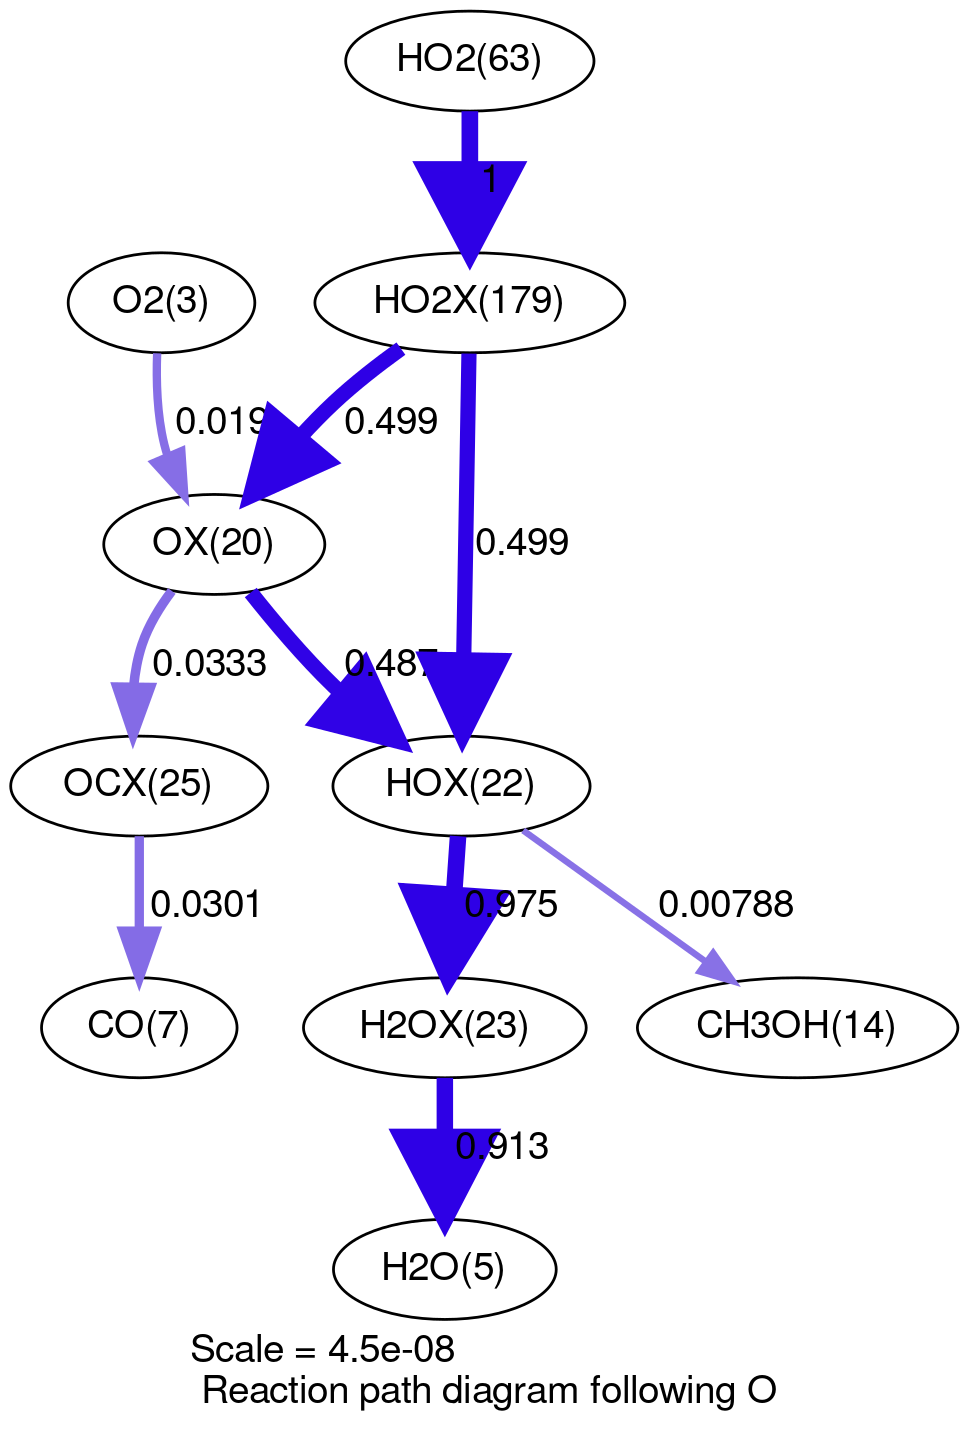 HO2(63)
1
O2(3)
HO2X(179)
0.019
0.499
OX(20)
0.499
0.0333
0.487
OCX(25)
HOX(22)
0.0301
0.975
0.00788
CO(7)
H2OX(23)
CH3OH(14)
0.913
H2O(5)
Scale = 4.5e-08
Reaction path diagram following O